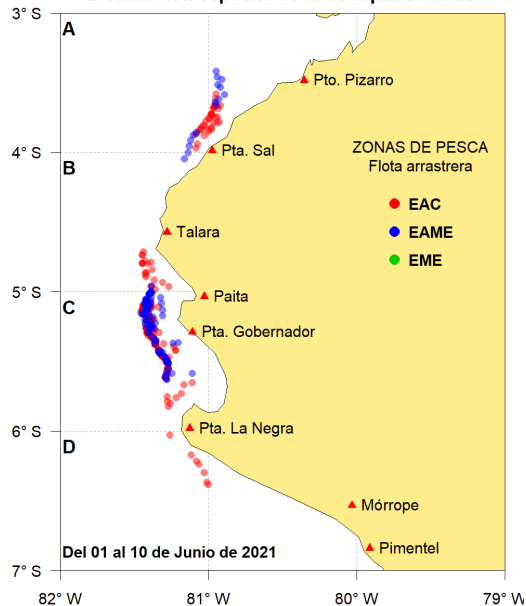 3° S
A
Pto. Pizarro
ZONAS DE PESCA
Flota arrastrera
EAC
EAME
EME
4° S
Pta. Sal
B
Talara
5° S
Paita
C
Pta. Gobernador
6° S
Pta. La Negra
D
Mórrope
Pimentel
Del 01 al 10 de Junio de 2021
7° S
82° W
81° W
80° W
79° W